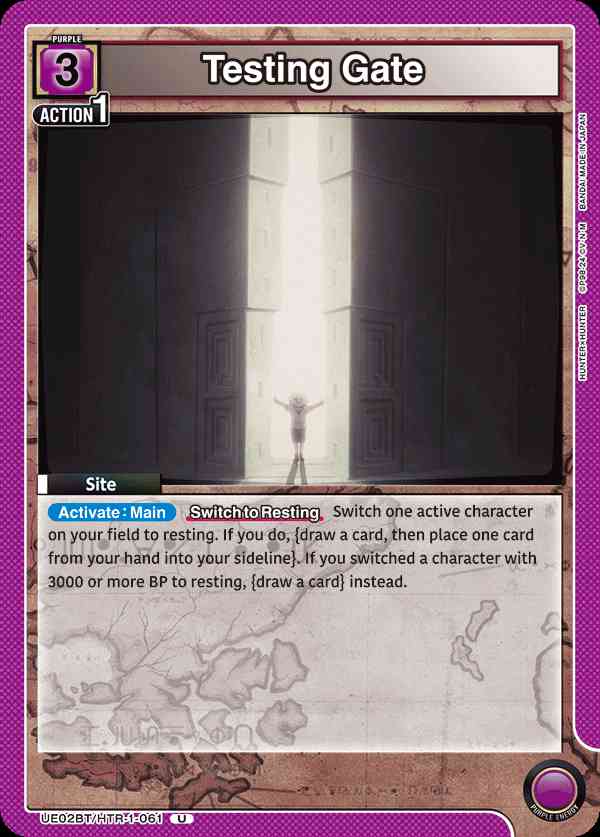 PURPLE
3
Testing Gate
ACTION 1
HUNTER×HUNTER ©P98-24 ©V･N･M BANDAI MADE IN JAPAN
Site
Activate: Main Switch to Resting Switch one active character
on your field to resting. If you do, {draw a card, then place one card
from your hand into your sideline}. If you switched a character with
3000 or more BP to resting, {draw a card} instead.
UE02BT/HTR-1-061 U
PURPLE ENERGY